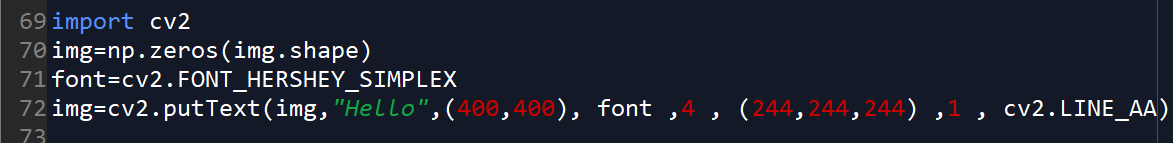 69 import cv2
70 img=np.zeros(img.shape)
71 font=cv2.FONT_HERSHEY_SIMPLEX
72 img=cv2.putText(img,"Hello",(400,400), font ,4 , (244,244,244) ,1 , cv2.LINE_AA)
73